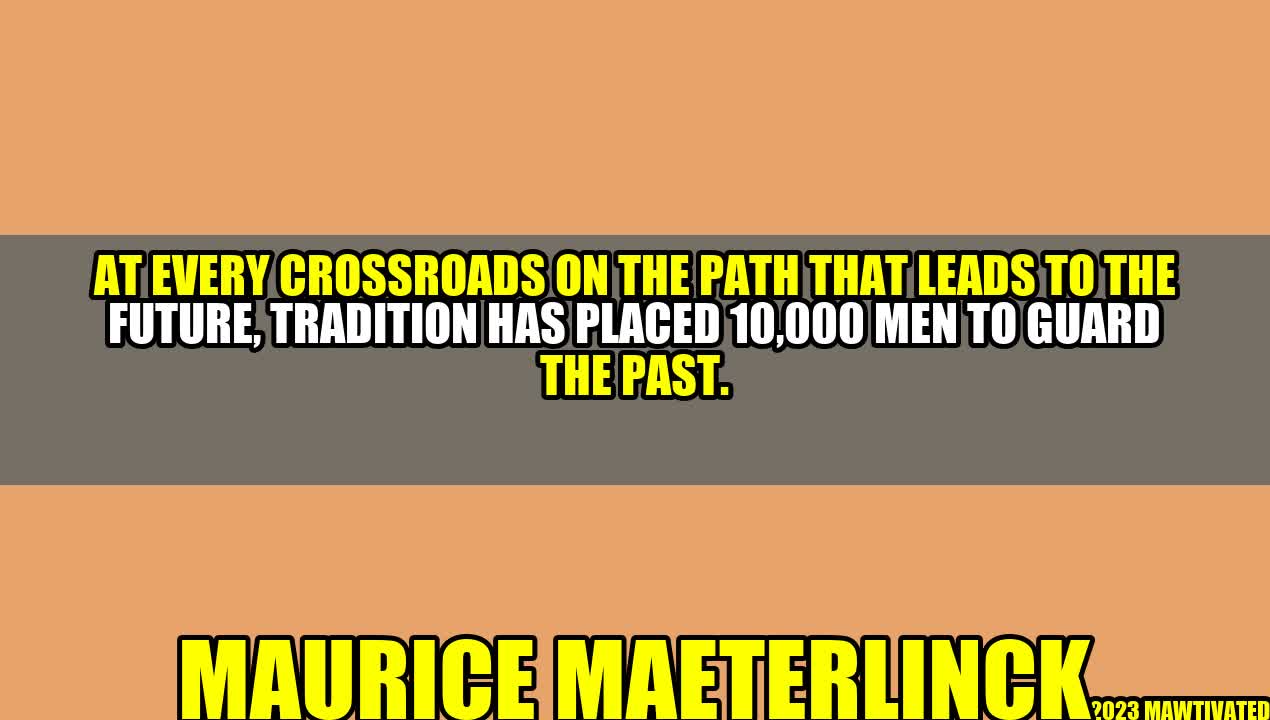 AT EVERY CROSSROADS ON THE PATH THAT LEADS TO THE
FUTURE, TRADITION HAS PLACED 10,000 MEN TO GUARD
THE PAST.
MAURICE MAETERLINCK
2023 MAWTIVATED